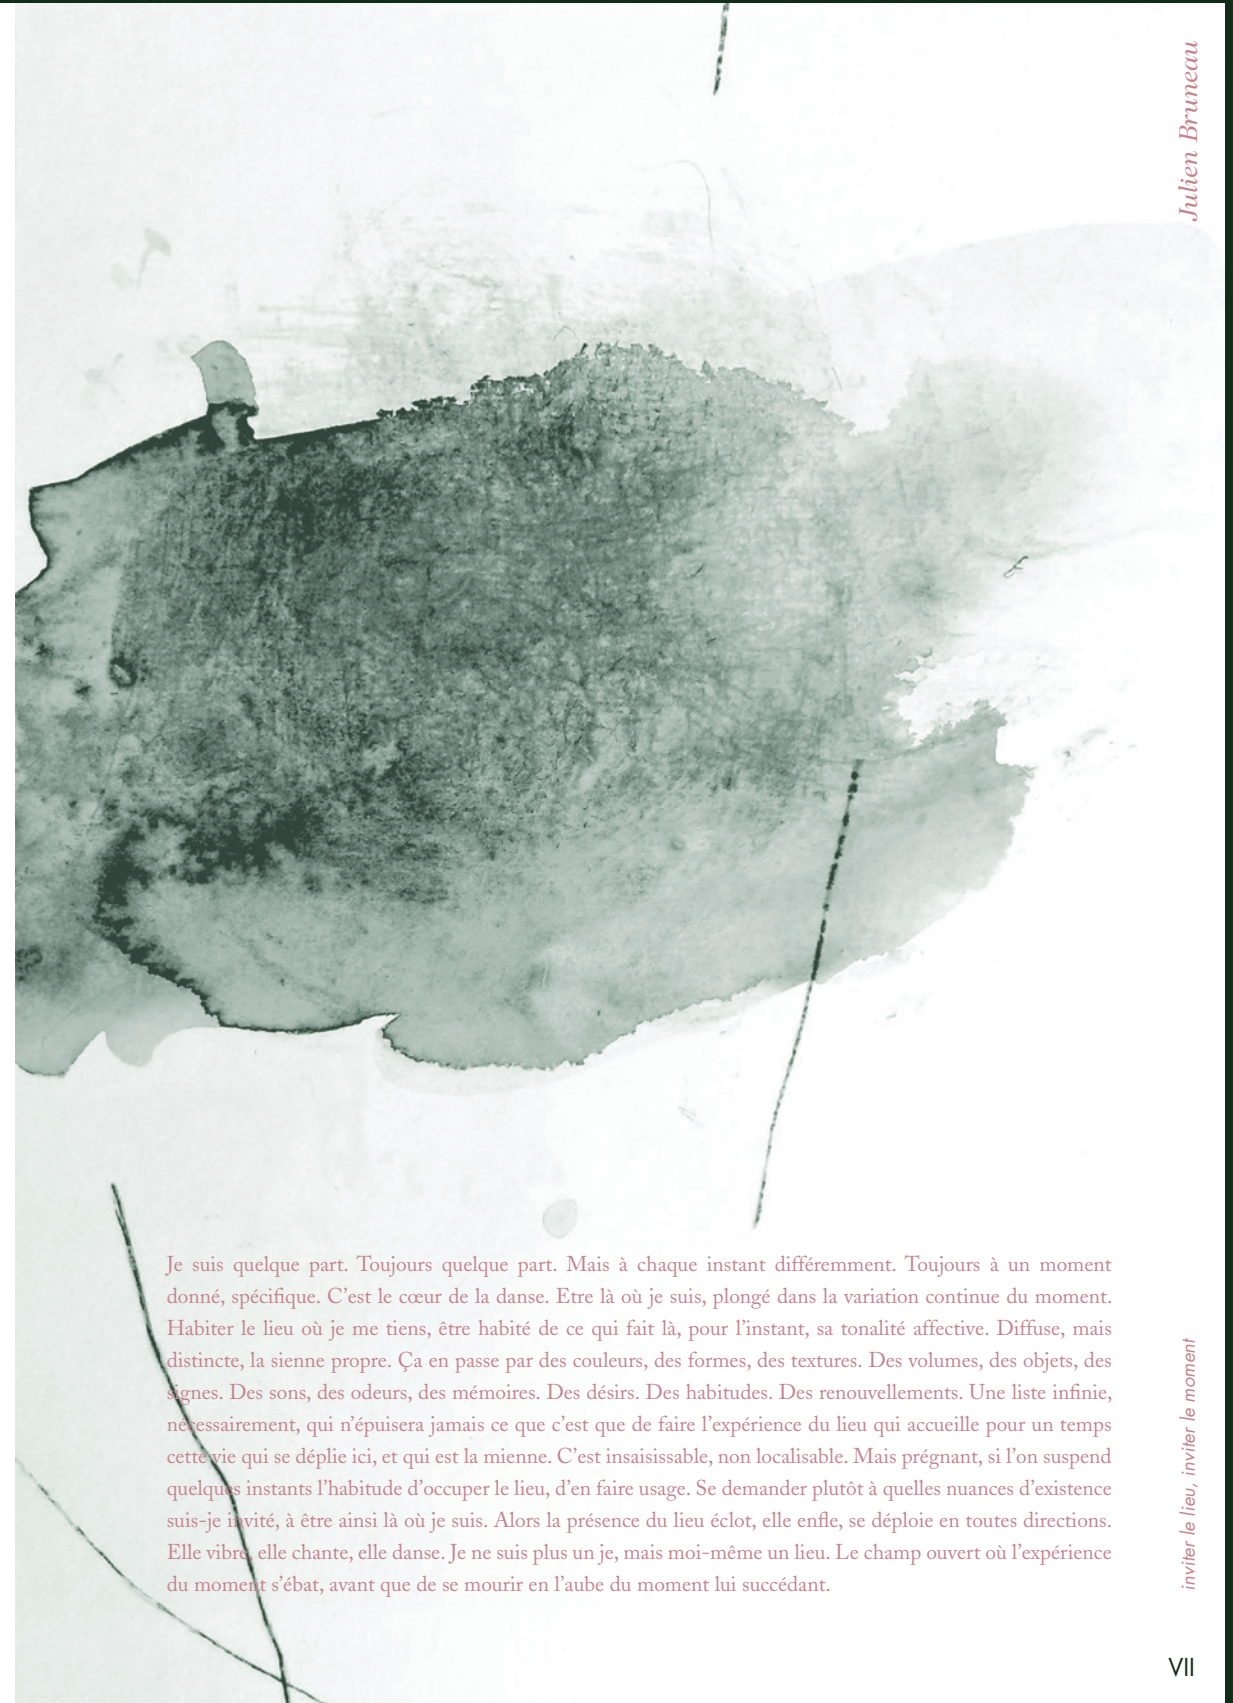 Julien Bruneau
Je suis quelque part. Toujours quelque part. Mais à chaque instant différemment. Toujours à un moment
donné, spécifique. C’est le cœur de la danse. Etre là où je suis, plongé dans la variation continue du moment.
Habiter le lieu où je me tiens, être habité de ce qui fait là, pour l’instant, sa tonalité affective. Diffuse, mais
distincte, la sienne propre. Ça en passe par des couleurs, des formes, des textures. Des volumes, des objets, des
signes. Des sons, des odeurs, des mémoires. Des désirs. Des habitudes. Des renouvellements. Une liste infinie,
nécessairement, qui n’épuisera jamais ce que c’est que de faire l’expérience du lieu qui accueille pour un temps
cette vie qui se déplie ici, et qui est la mienne. C’est insaisissable, non localisable. Mais prégnant, si l’on suspend
quelques instants l’habitude d’occuper le lieu, d’en faire usage. Se demander plutôt à quelles nuances d’existence
suis-je invité, à être ainsi là où je suis. Alors la présence du lieu éclot, elle enfle, se déploie en toutes directions.
Elle vibre, elle chante, elle danse. Je ne suis plus un je, mais moi-même un lieu. Le champ ouvert où l’expérience
du moment s’ébat, avant que de se mourir en l’aube du moment lui succédant.
inviter le lieu, inviter le moment
VII